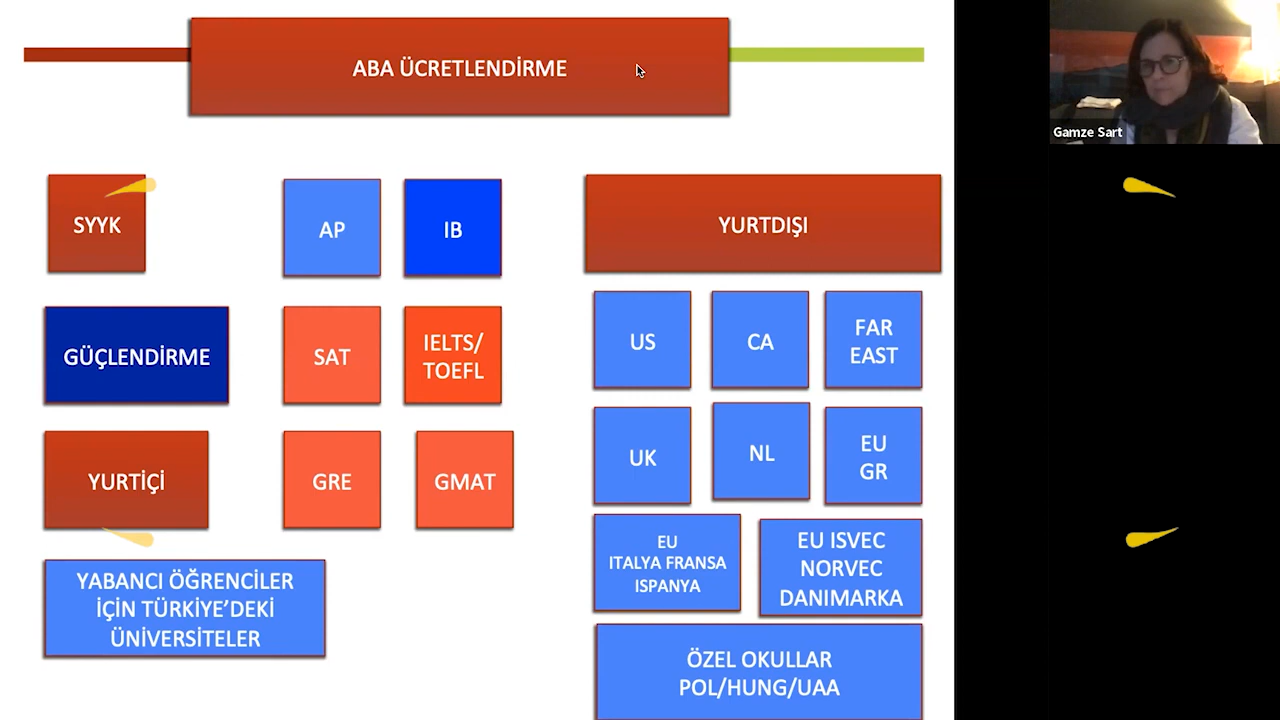 ABA ÜCRETLENDİRME
Gamze Sart
SYYK
AP
IB
YURTDIŞI
GÜÇLENDİRME
SAT
IELTS/
TOEFL
US
CA
FAR
EAST
YURTİÇİ
GRE
GMAT
UK
NL
EU
GR
YABANCI ÖĞRENCİLER
İÇİN TÜRKİYE’DEKİ
ÜNİVERSİTELER
EU
ITALYA FRANSA
ISPANYA
EU ISVEC
NORVEC
DANIMARKA
ÖZEL OKULLAR
POL/HUNG/UAA